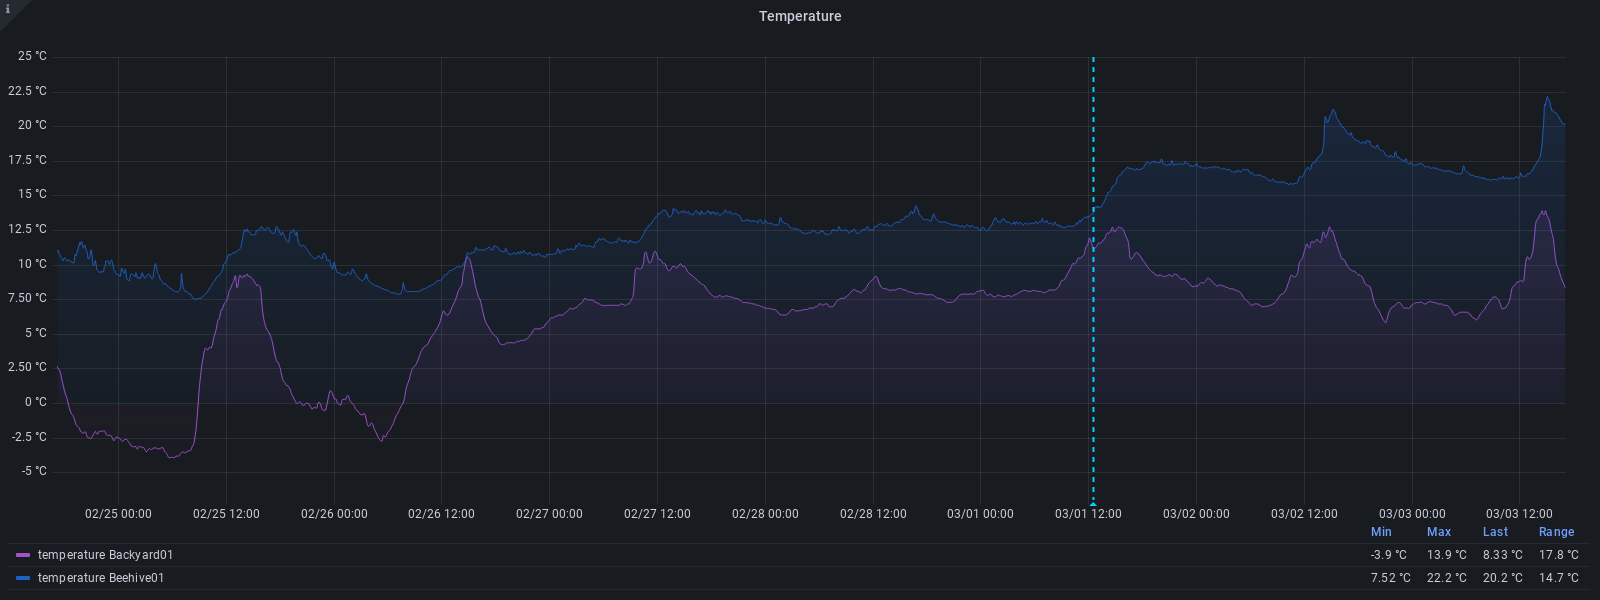 i
Temperature
25 °C
22.5 °C
20 °C
17.5 °C
15 °C
12.5 °C
10 °C
7.50 °C
5 °C
2.50 °C
0 °C
-2.5 °C
-5 °C
02/25 00:00 02/25 12:00 02/26 00:00 02/26 12:00 02/27 00:00 02/27 12:00 02/28 00:00 02/28 12:00 03/01 00:00 03/01 12:00 03/02 00:00 03/02 12:00 03/03 00:00 03/03 12:00
Min Max Last Range
temperature Backyard01 -3.9 °C 13.9 °C 8.33 °C 17.8 °C
temperature Beehive01 7.52 °C 22.2 °C 20.2 °C 14.7 °C